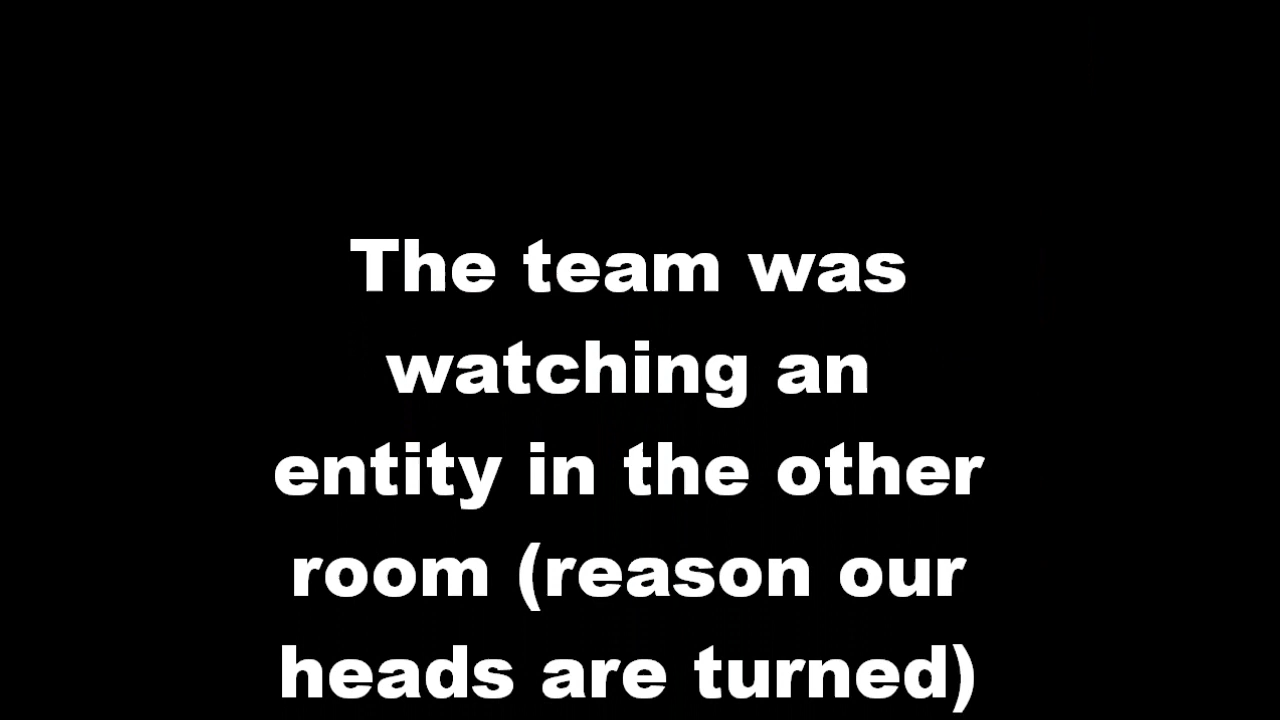 The team was
watching an
entity in the other
room (reason our
heads are turned)